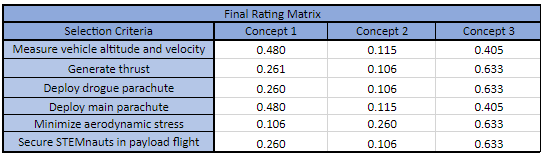 Final Rating Matrix
Selection Criteria Concept 1 Concept 2 Concept 3
Measure vehicle altitude and velocity 0.480 0.115 0.405
Generate thrust 0.261 0.106 0.633
Deploy drogue parachute 0.260 0.106 0.633
Deploy main parachute 0.480 0.115 0.405
Minimize aerodynamic stress 0.106 0.260 0.633
Secure STEMnauts in payload flight 0.260 0.106 0.633